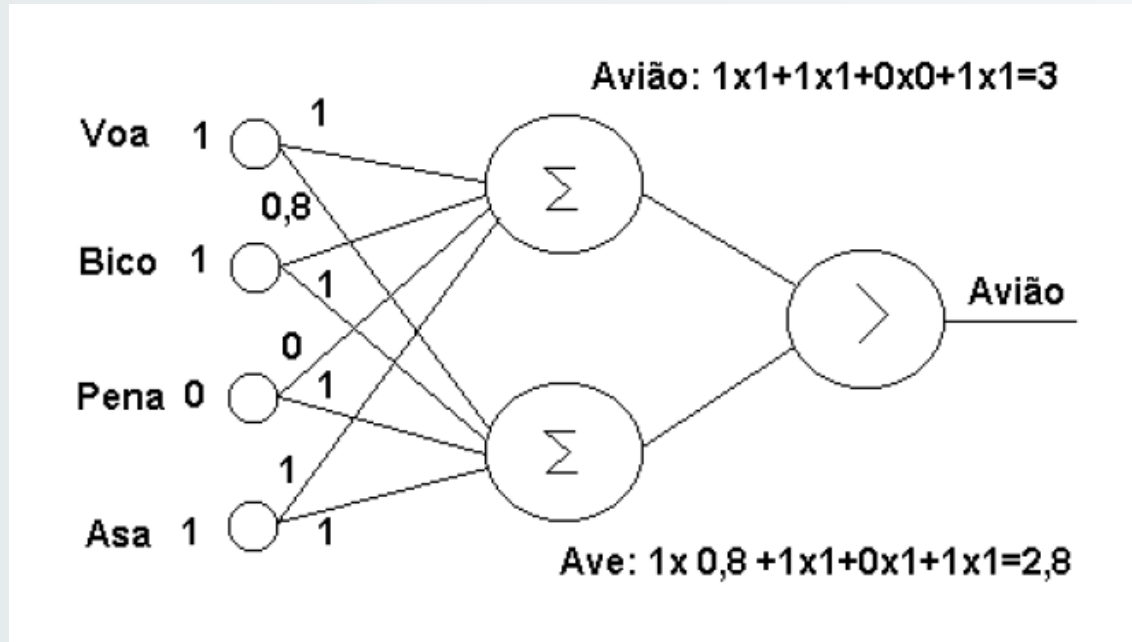 Avião: 1x1+1x1+0x0+1x1=3
Voa 1
1
0,8
Bico 1
1
Avião
0
Pena 0
1
1
Asa 1
1
Σ
Σ
>
Ave: 1x 0,8 +1x1+0x1+1x1=2,8